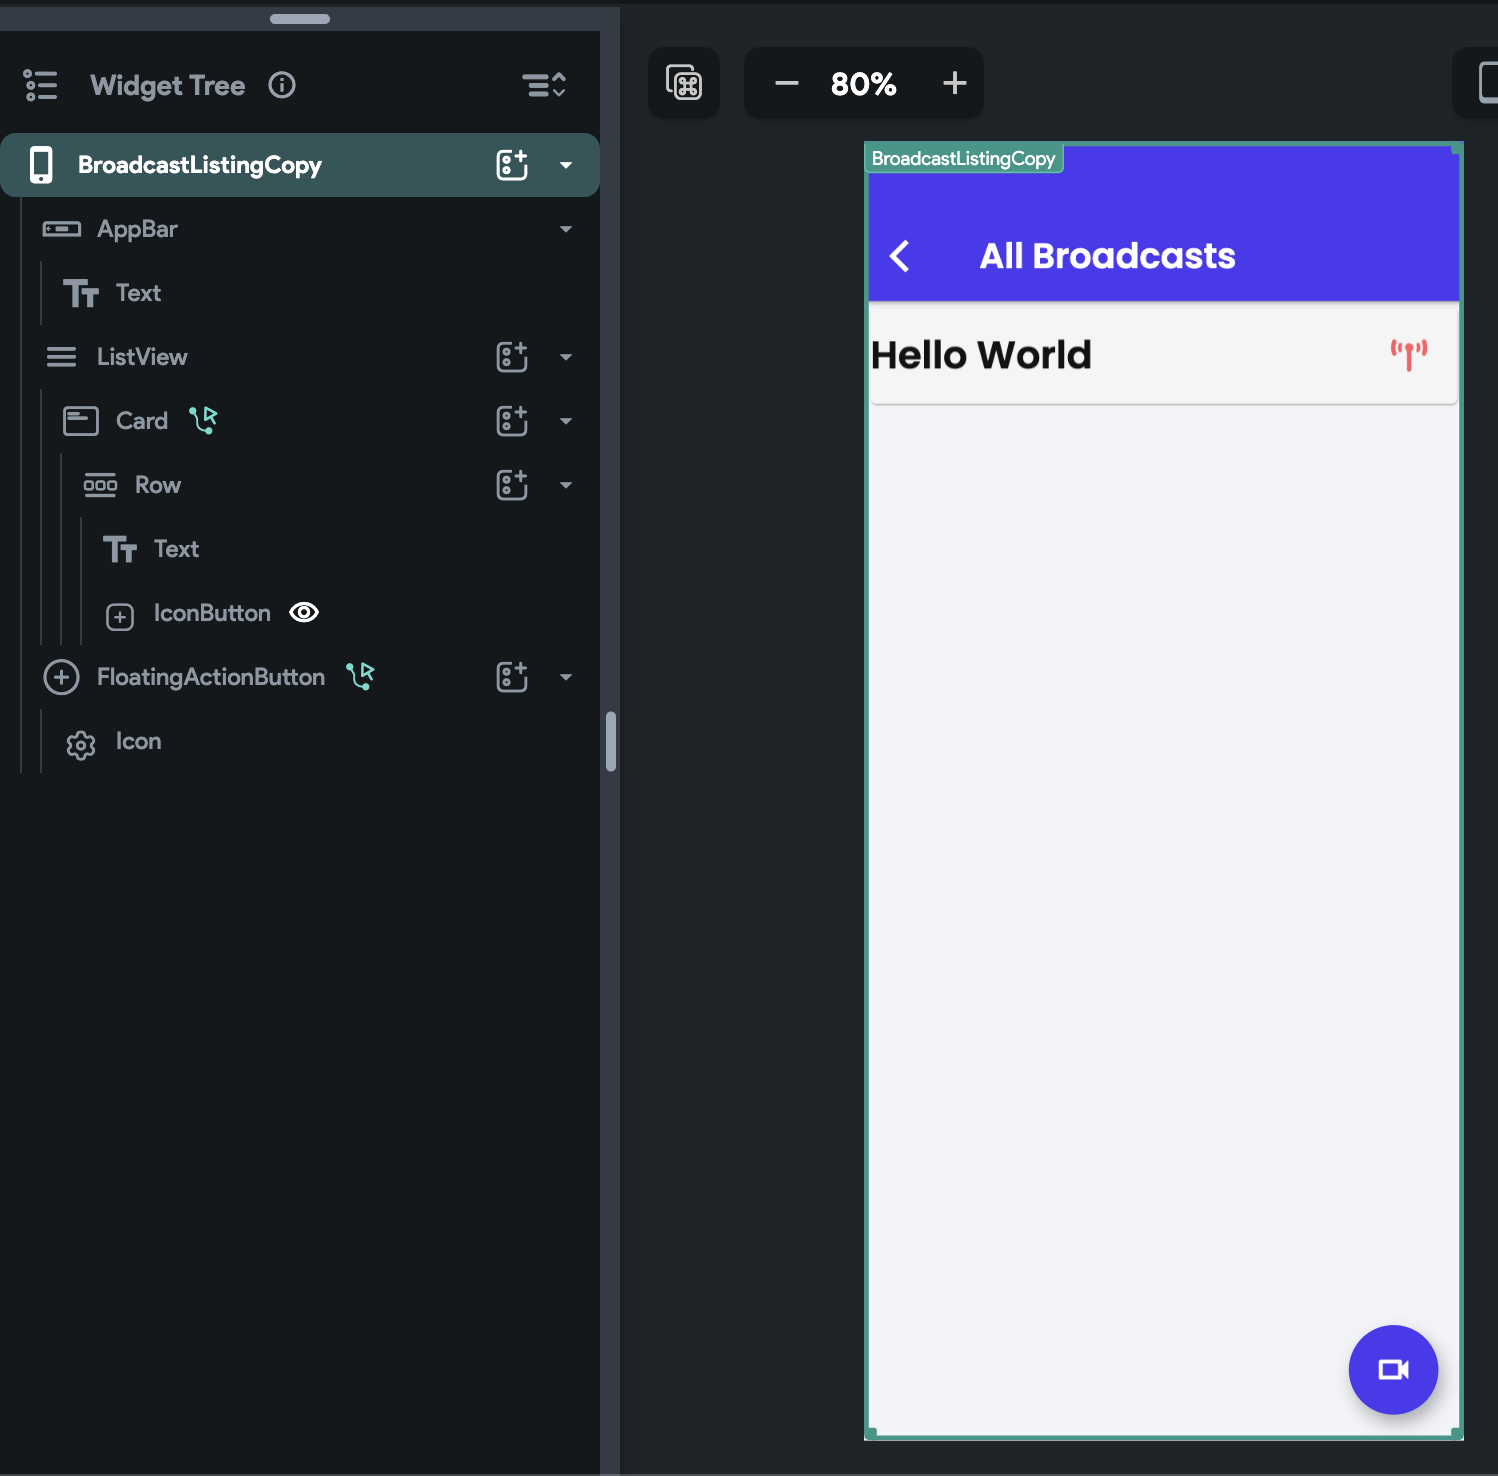 Widget Tree
80%
BroadcastListingCopy
AppBar
Text
ListView
Card
Row
Text
IconButton
FloatingActionButton
Icon
BroadcastListingCopy
All Broadcasts
Hello World